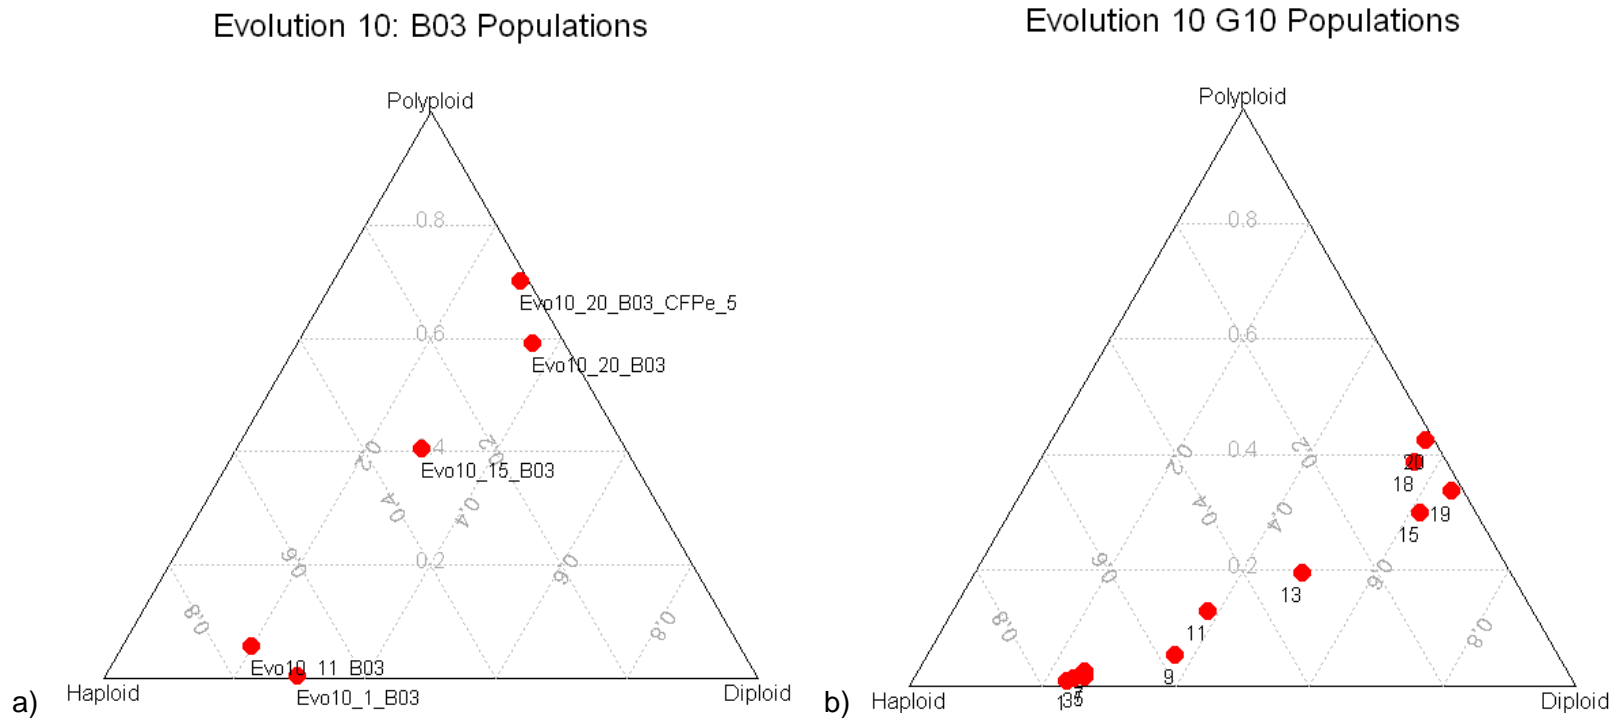 Evolution 10: B03 Populations
Polyploid
0.8
Evo10_20_B03_CFPe_5
0.6
Evo10_20_B03
0.2
0.2
Evo10_15_B03
0.4
0.4
0.6
0.2
0.6
0.8
0.8
Evo10_11_B03
Evo10_1_B03
Haploid
Diploid
a)
Evolution 10 G10 Populations
Polyploid
0.8
0.6
0.2
0.4
0.2
20
18
19
15
0.4
0.4
0.6
0.2
0.6
13
11
0.8
0.8
9
1
Haploid
Diploid
b)